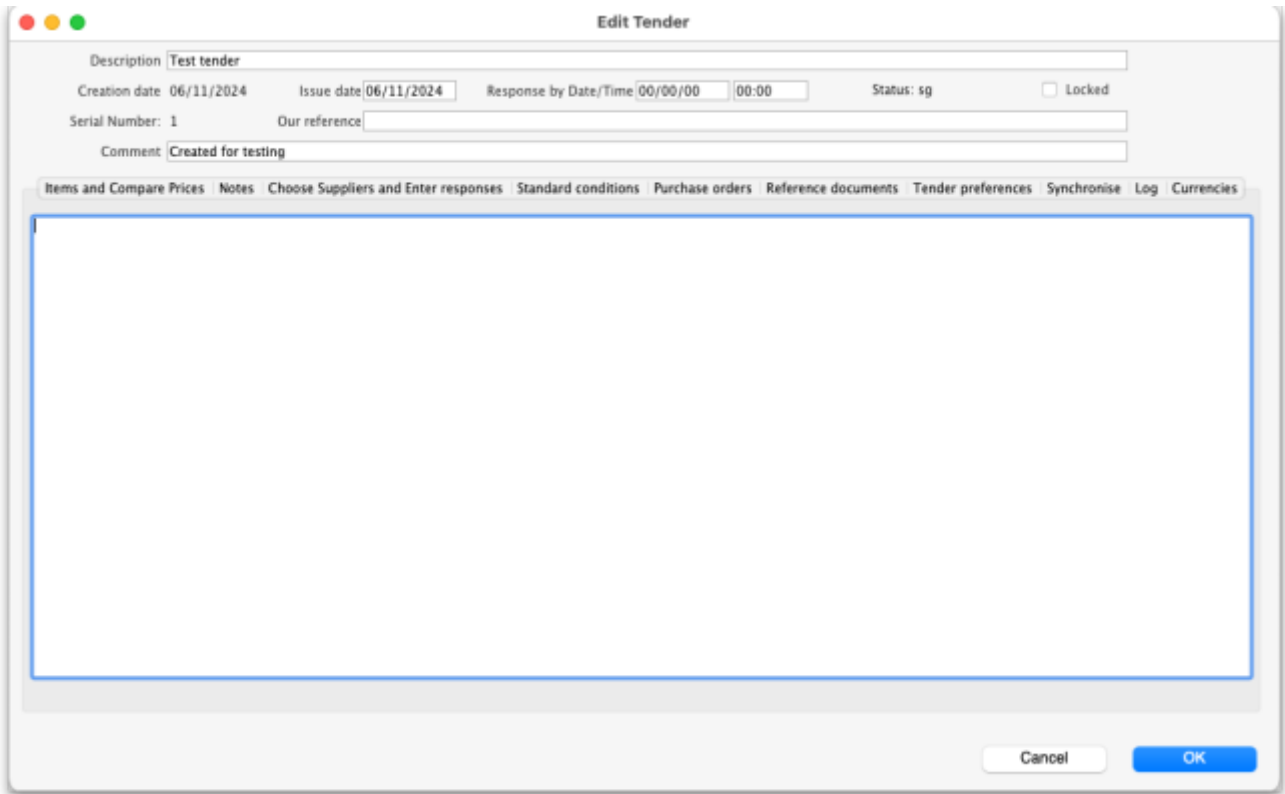 Edit Tender
Description Test tender
Creation date 06/11/2024 Issue date 06/11/2024 Response by Date/Time 00/00/00 00:00 Status: sg Locked
Serial Number: 1 Our reference
Comment Created for testing
Items and Compare Prices Notes Choose Suppliers and Enter responses Standard conditions Purchase orders Reference documents Tender preferences Synchronise Log Currencies
Cancel OK